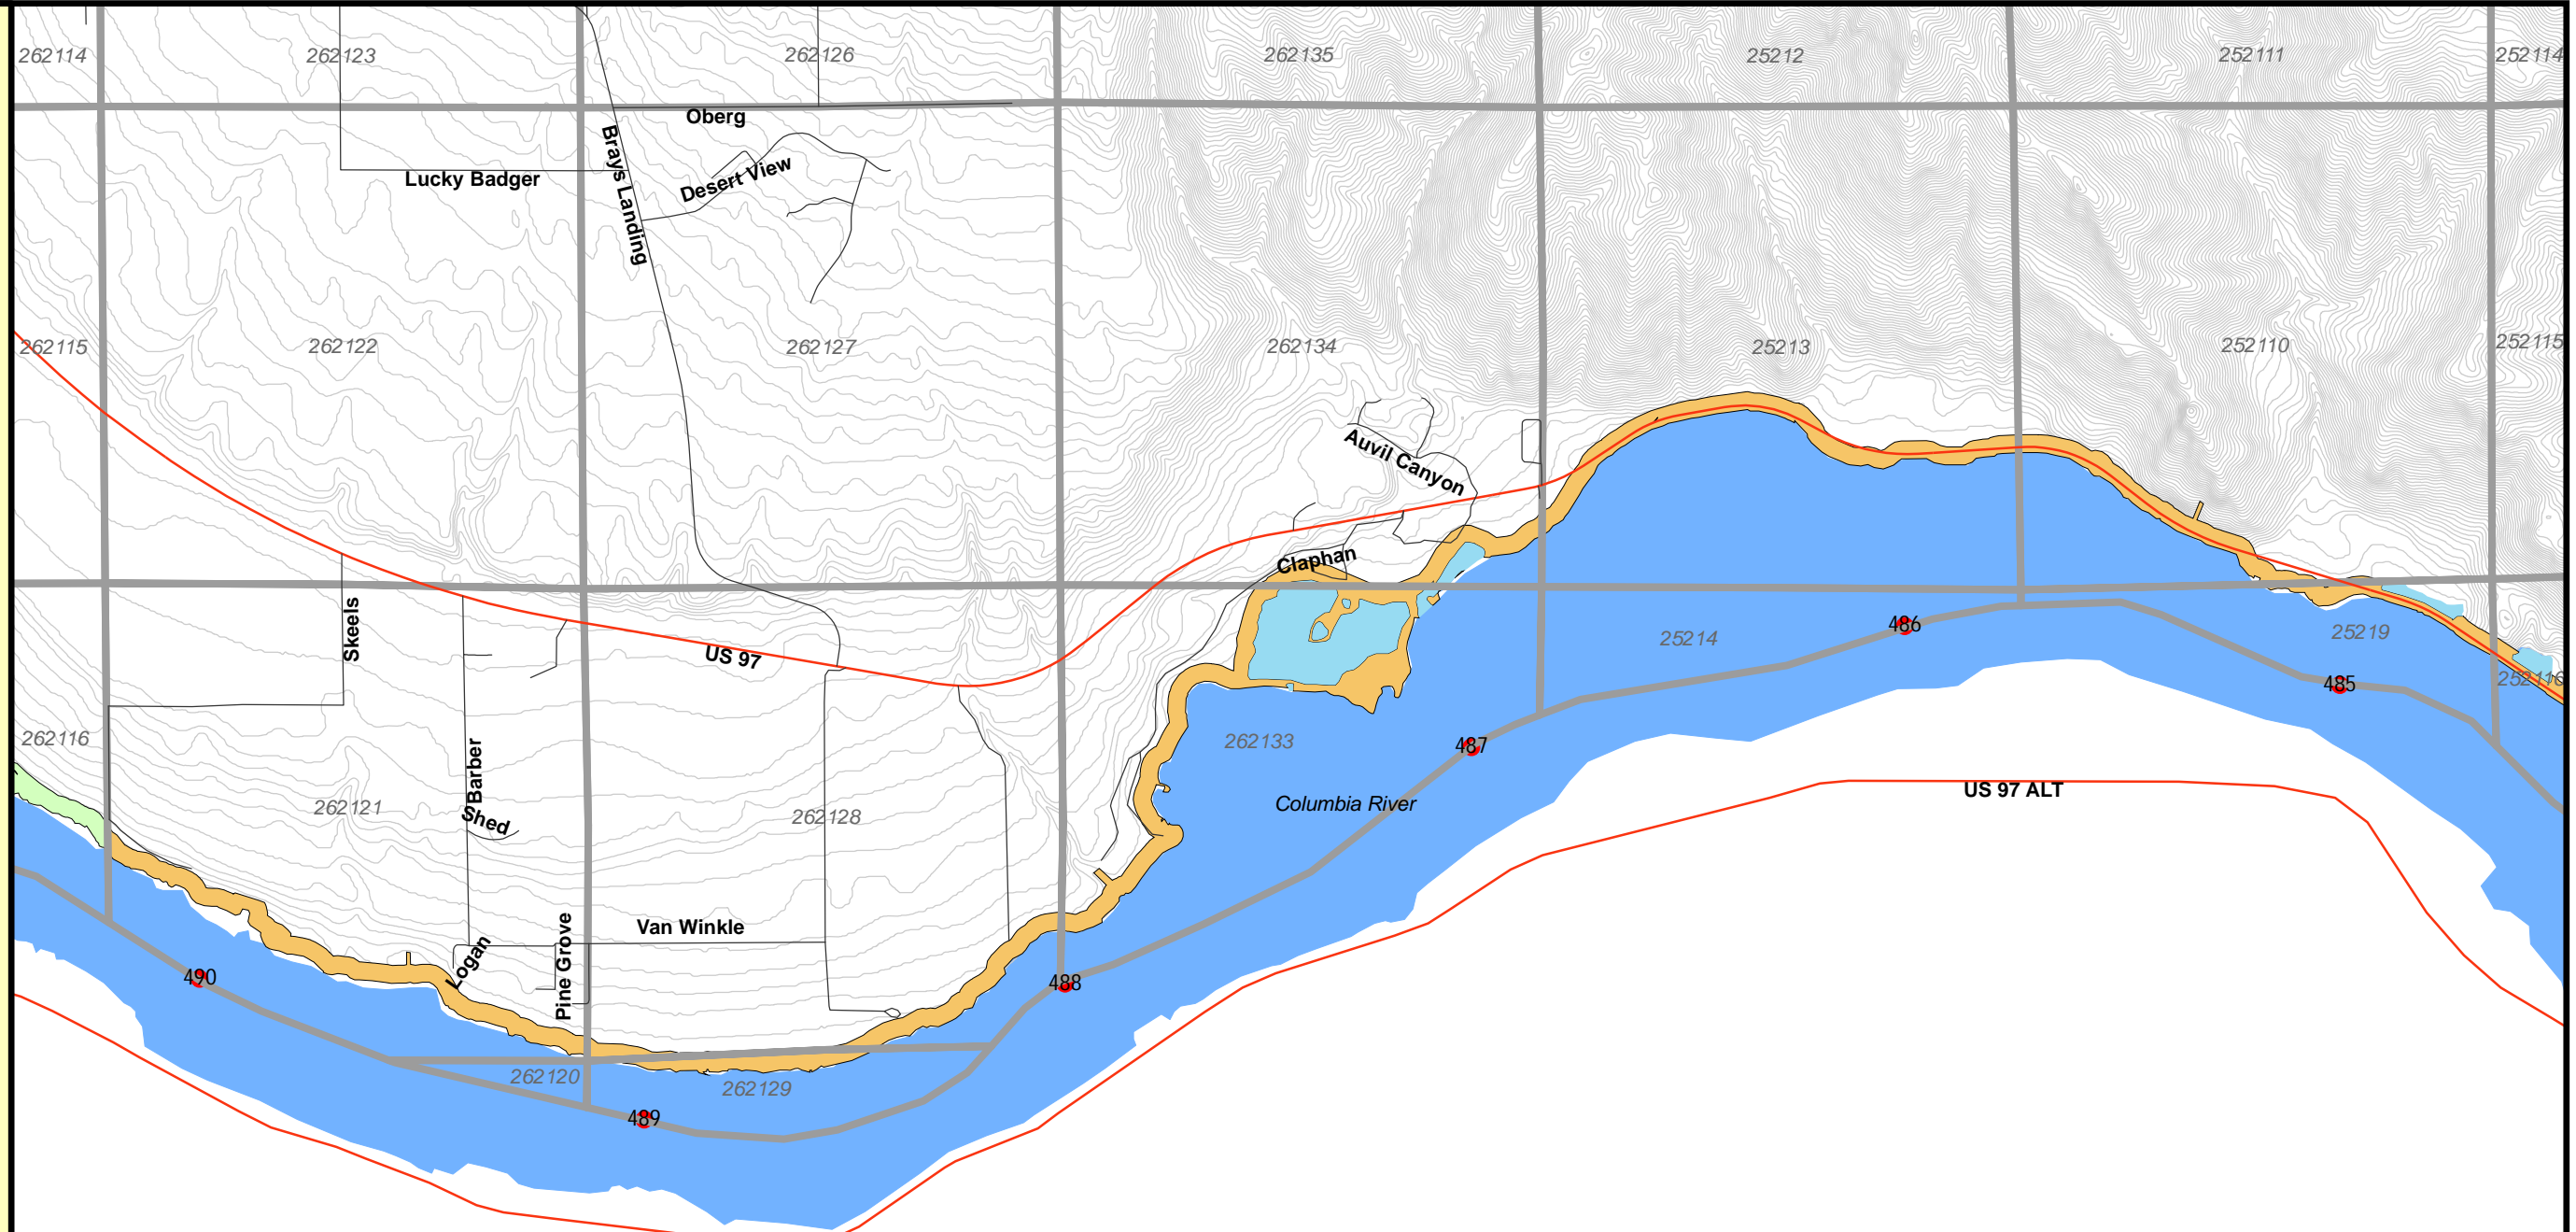 262114
262123
262126
262135
25212
252111
252114
Oberg
Brays Landing
Lucky Badger
Desert View
262115
262122
262127
262134
25213
252110
252115
Auvil Canyon
Claphan
Skeels
US 97
486
25214
25219
485
252116
262116
Barber
Shed
262121
262128
262133
487
Columbia River
US 97 ALT
Van Winkle
Pine Grove
Logan
490
488
262120
262129
489